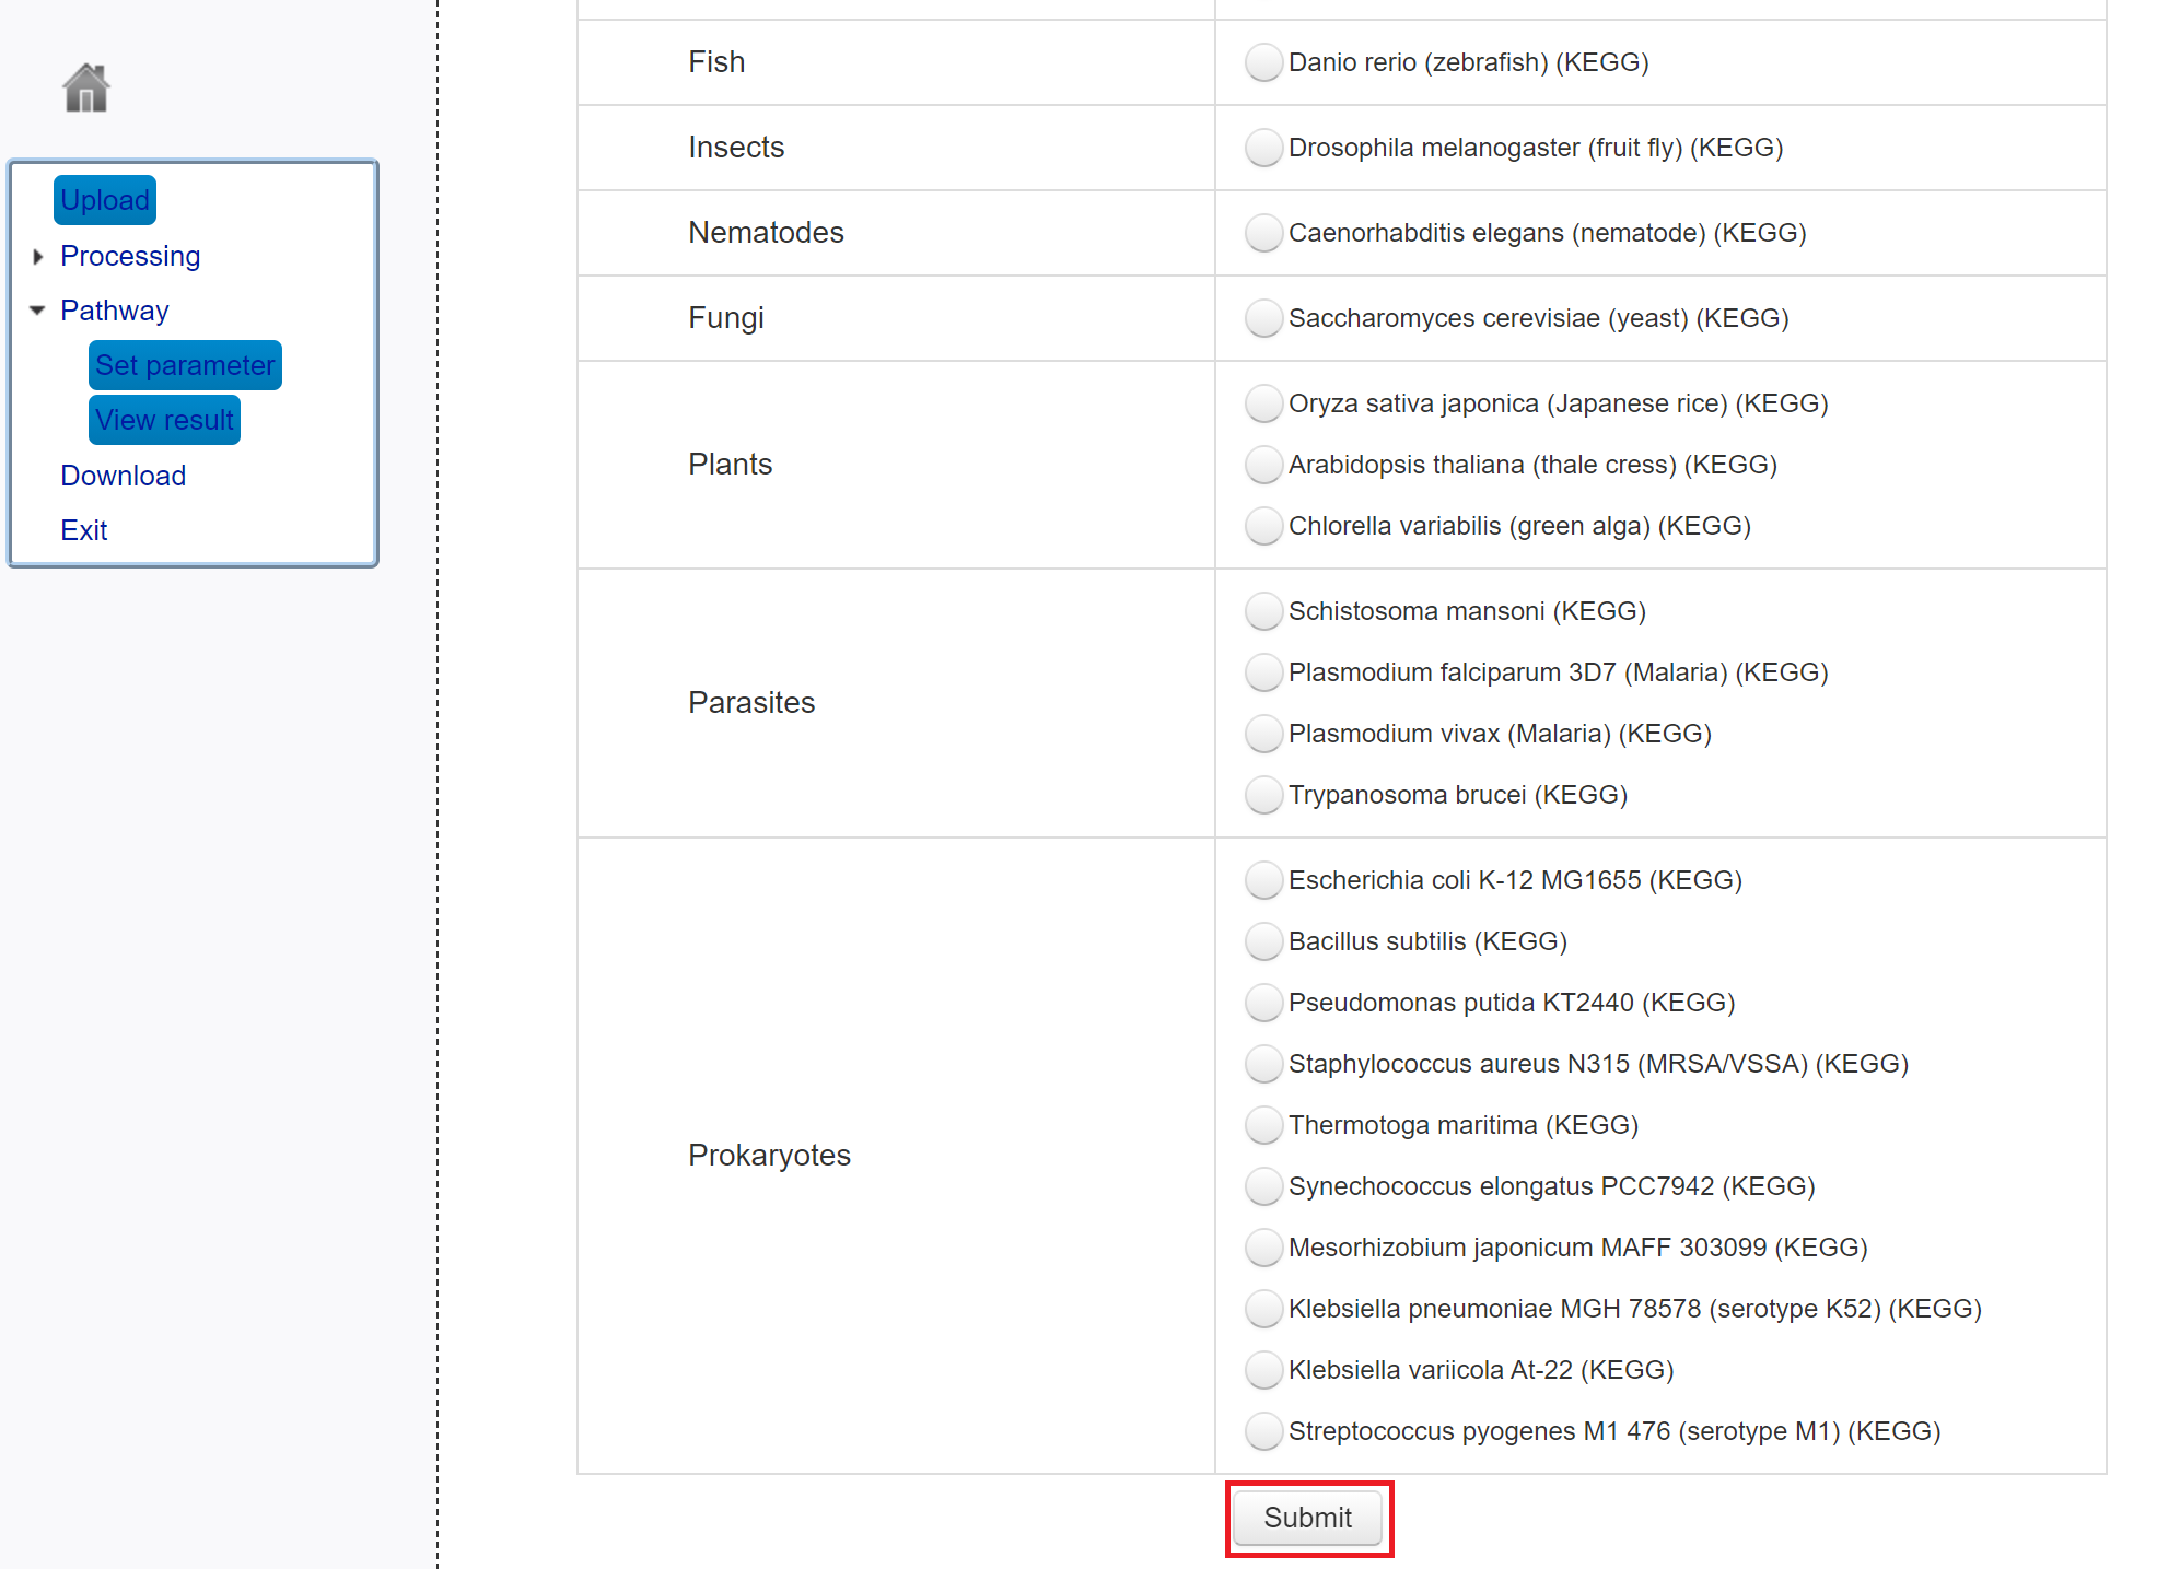 Upload
Processing
Pathway
Set parameter
View result
Download
Exit
Fish
Danio rerio (zebrafish) (KEGG)
Insects
Drosophila melanogaster (fruit fly) (KEGG)
Nematodes
Caenorhabditis elegans (nematode) (KEGG)
Fungi
Saccharomyces cerevisiae (yeast) (KEGG)
Plants
Oryza sativa japonica (Japanese rice) (KEGG)
Arabidopsis thaliana (thale cress) (KEGG)
Chlorella variabilis (green alga) (KEGG)
Parasites
Schistosoma mansoni (KEGG)
Plasmodium falciparum 3D7 (Malaria) (KEGG)
Plasmodium vivax (Malaria) (KEGG)
Trypanosoma brucei (KEGG)
Prokaryotes
Escherichia coli K-12 MG1655 (KEGG)
Bacillus subtilis (KEGG)
Pseudomonas putida KT2440 (KEGG)
Staphylococcus aureus N315 (MRSA/VSSA) (KEGG)
Thermotoga maritima (KEGG)
Synechococcus elongatus PCC7942 (KEGG)
Mesorhizobium japonicum MAFF 303099 (KEGG)
Klebsiella pneumoniae MGH 78578 (serotype K52) (KEGG)
Klebsiella variicola At-22 (KEGG)
Streptococcus pyogenes M1 476 (serotype M1) (KEGG)
Submit